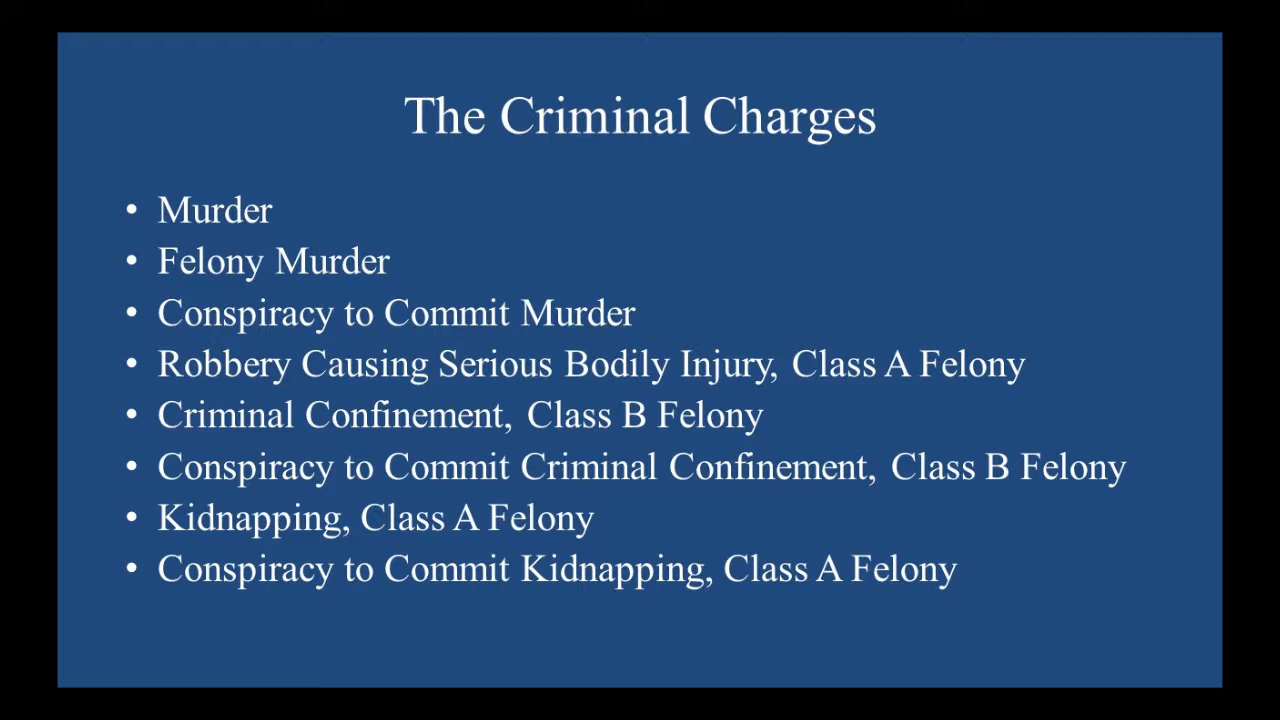 The Criminal Charges
• Murder
• Felony Murder
• Conspiracy to Commit Murder
• Robbery Causing Serious Bodily Injury, Class A Felony
• Criminal Confinement, Class B Felony
• Conspiracy to Commit Criminal Confinement, Class B Felony
• Kidnapping, Class A Felony
• Conspiracy to Commit Kidnapping, Class A Felony